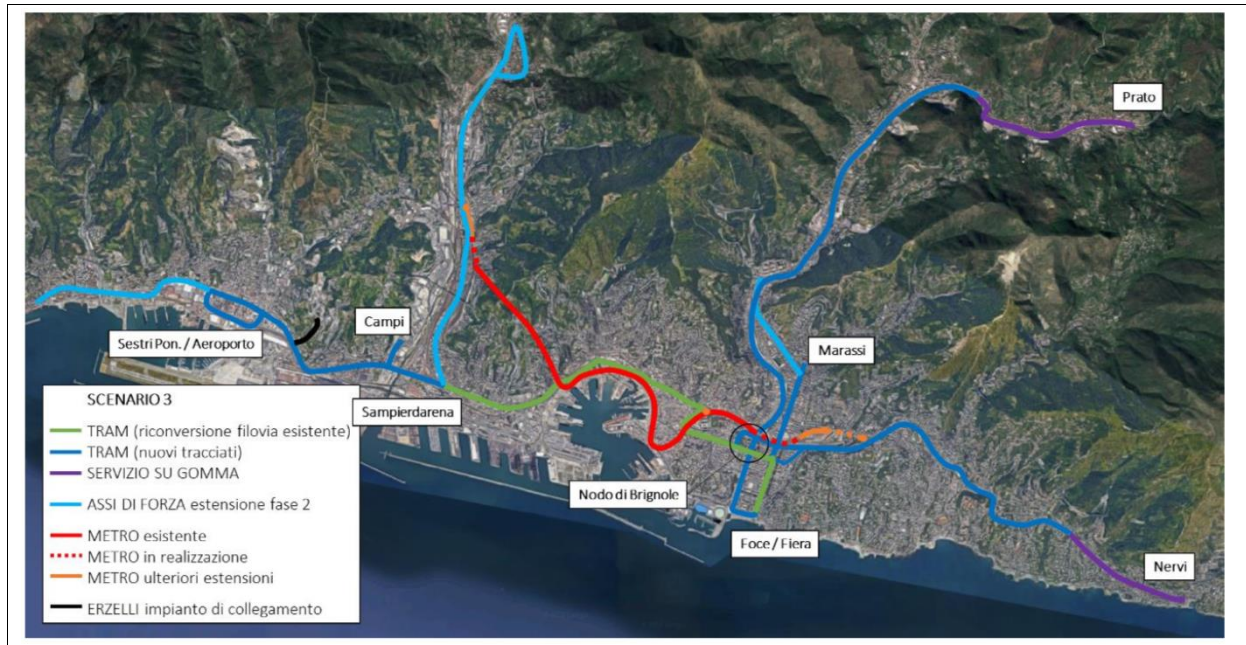 Prato
Campi
Sestri Pon. / Aeroporto
Marassi
SCENARIO 3
Sampierdarena
TRAM (riconversione filovia esistente)
TRAM (nuovi tracciati)
SERVIZIO SU GOMMA
Nodo di Brignole
ASSI DI FORZA estensione fase 2
METRO esistente
Foce / Fiera
METRO in realizzazione
Nervi
METRO ulteriori estensioni
ERZELLI impianto di collegamento